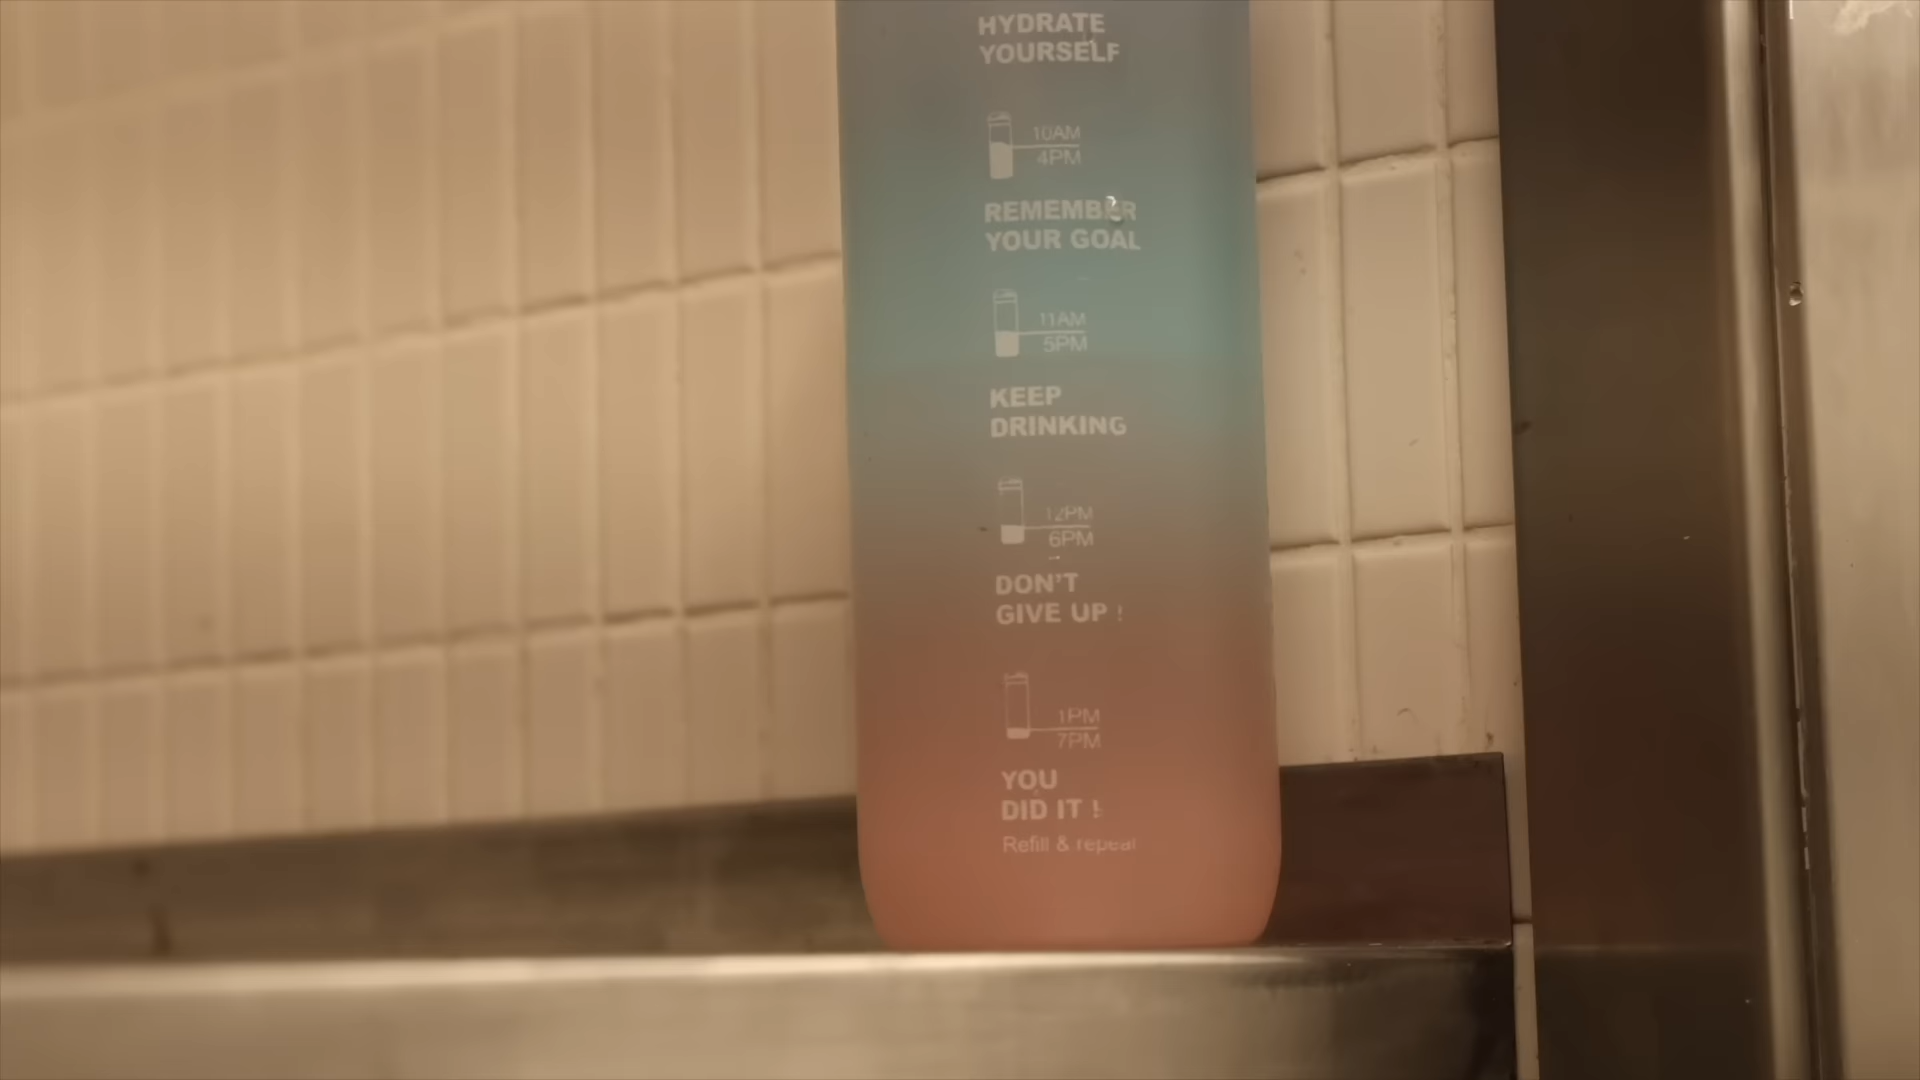 HYDRATE
YOURSELF
10AM
4PM
REMEMBER
YOUR GOAL
11AM
5PM
KEEP
DRINKING
12PM
6PM
DON'T
GIVE UP !
1PM
7PM
YOU
DID IT !
Refill & repeat